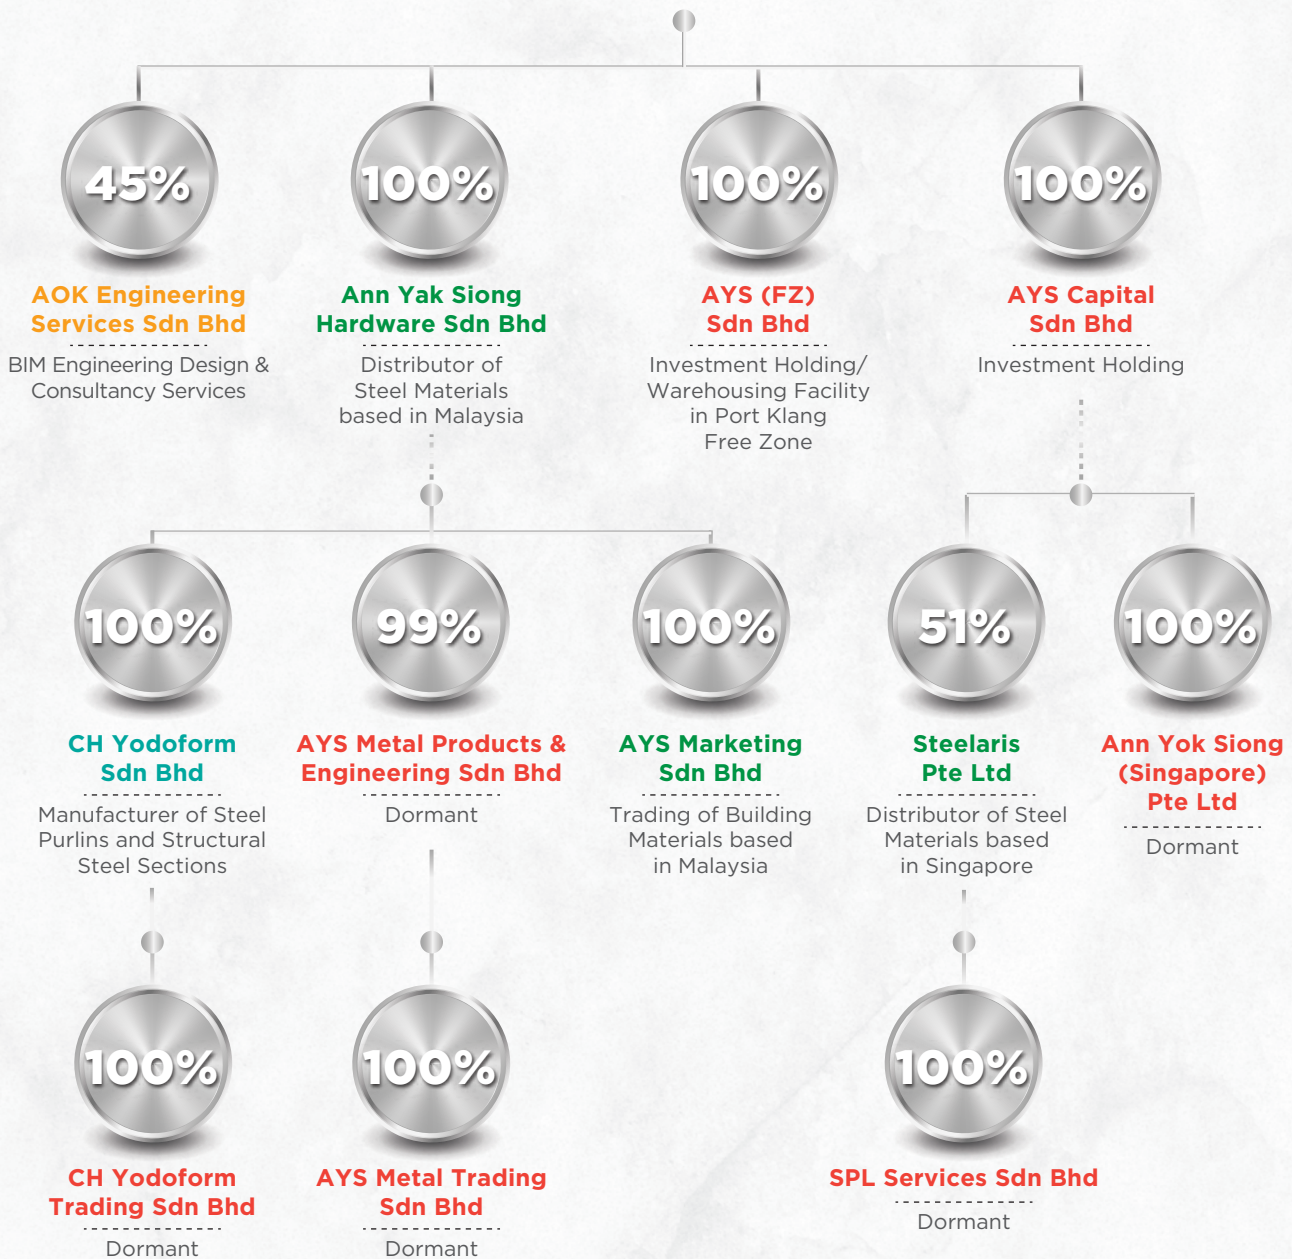 45%
AOK Engineering
Services Sdn Bhd
BIM Engineering Design &
Consultancy Services
100%
Ann Yak Siong
Hardware Sdn Bhd
Distributor of
Steel Materials
based in Malaysia
100%
AYS (FZ)
Sdn Bhd
Investment Holding/
Warehousing Facility
in Port Klang
Free Zone
100%
AYS Capital
Sdn Bhd
Investment Holding
100%
CH Yodoform
Sdn Bhd
Manufacturer of Steel
Purlins and Structural
Steel Sections
99%
AYS Metal Products &
Engineering Sdn Bhd
Dormant
100%
AYS Marketing
Sdn Bhd
Trading of Building
Materials based
in Malaysia
51%
Steelaris
Pte Ltd
Distributor of Steel
Materials based
in Singapore
100%
Ann Yok Siong
(Singapore)
Pte Ltd
Dormant
100%
CH Yodoform
Trading Sdn Bhd
Dormant
100%
AYS Metal Trading
Sdn Bhd
Dormant
100%
SPL Services Sdn Bhd
Dormant